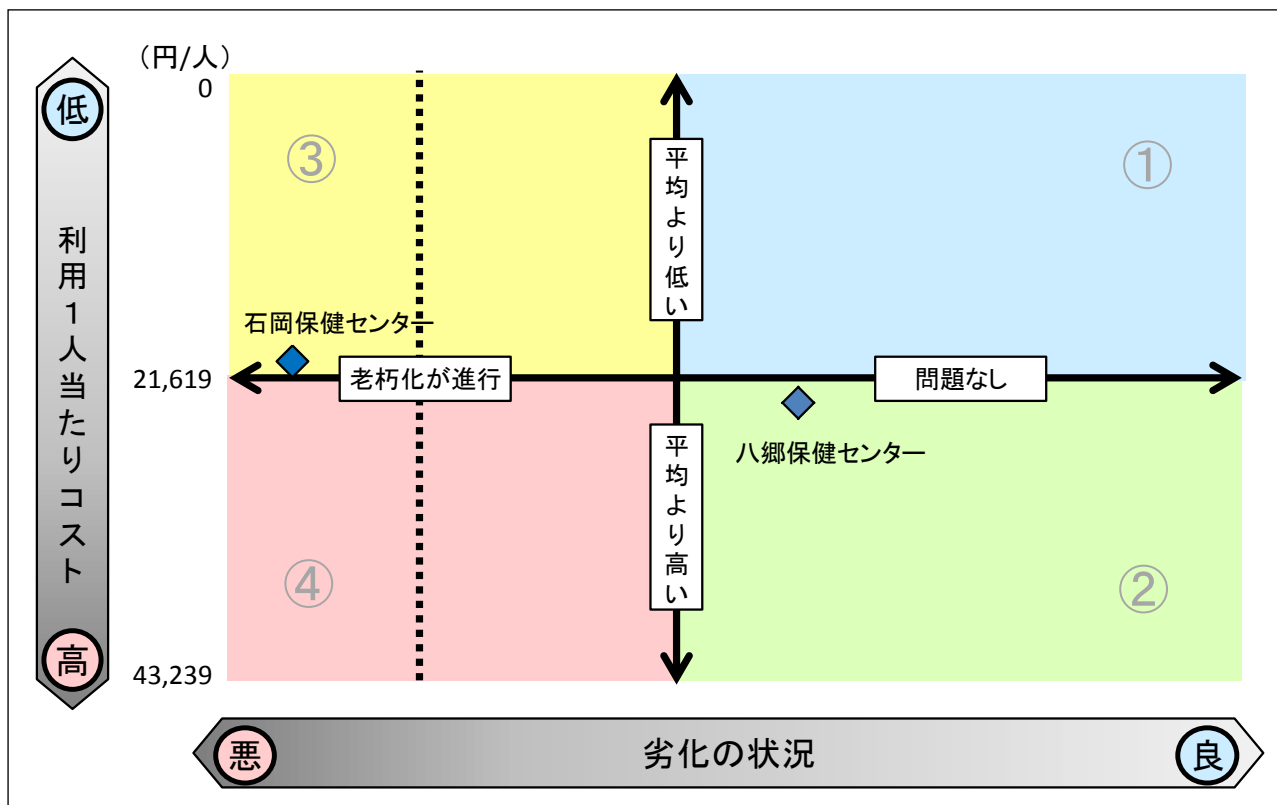 (円/人)
0
低
利用1人当たりコスト
高
③
①
平均より低い
石岡保健センター
21,619
老朽化が進行
問題なし
八郷保健センター
平均より高い
④
②
43,239
悪
劣化の状況
良